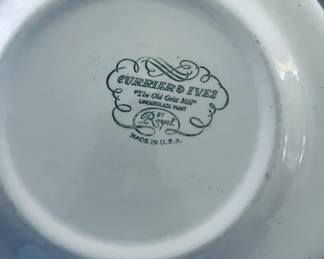 CURRIER & IVES
"The Old Grist Mill"
UNDERGLAZE PRINT
BY
Royal
MADE IN U.S.A.